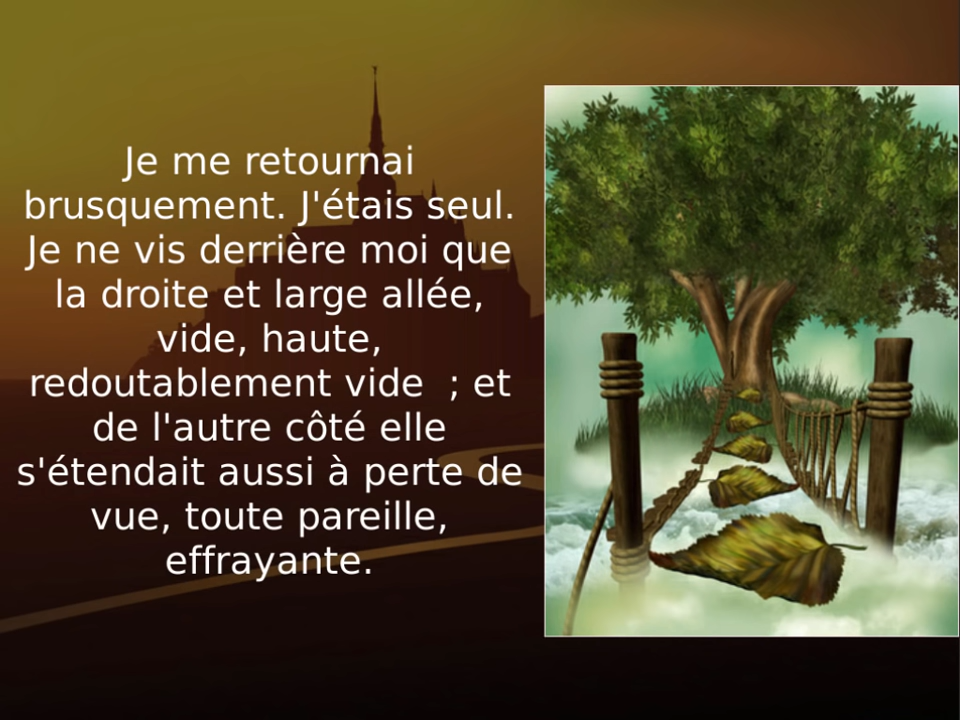 Je me retournai
brusquement. J'étais seul.
Je ne vis derrière moi que
la droite et large allée,
vide, haute,
redoutablement vide  ; et
de l'autre côté elle
s'étendait aussi à perte de
vue, toute pareille,
effrayante.